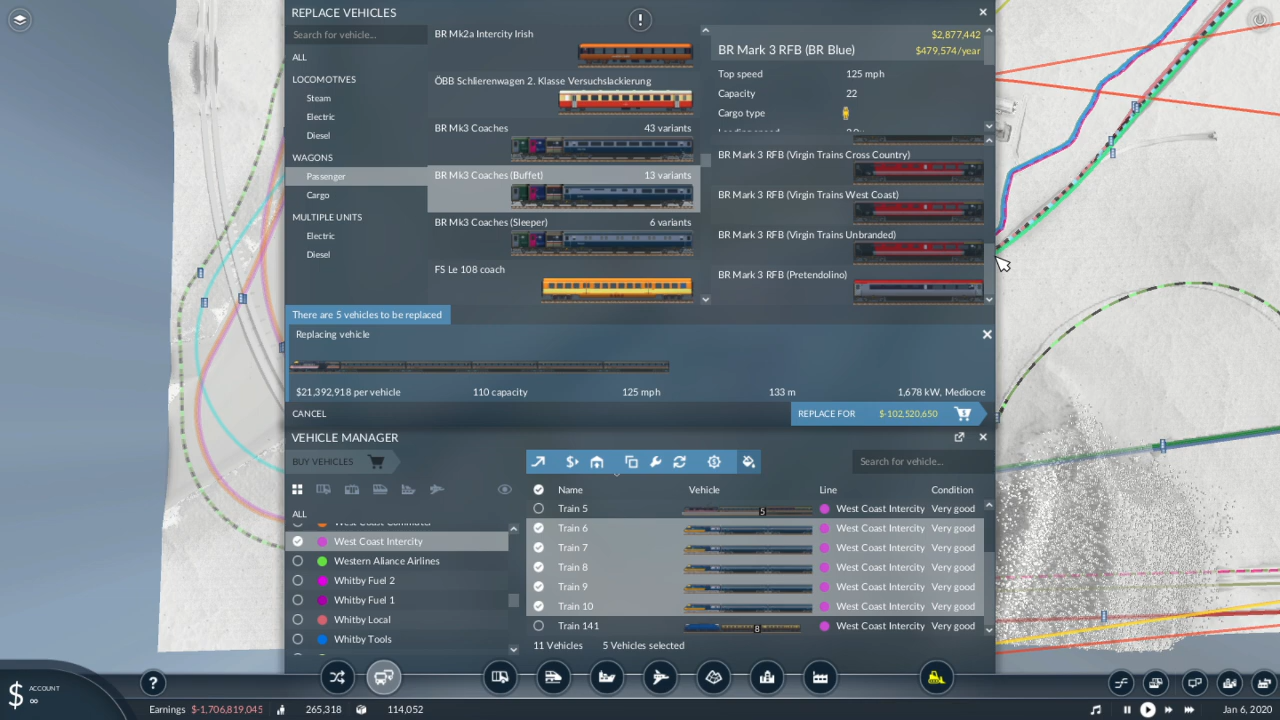 REPLACE VEHICLES
Search for vehicle...
ALL
LOCOMOTIVES
Steam
Electric
Diesel
WAGONS
Passenger
Cargo
MULTIPLE UNITS
Electric
Diesel
BR Mk2a Intercity Irish
ÖBB Schlierenwagen 2. Klasse Versuchslackierung
BR Mk3 Coaches 43 variants
BR Mk3 Coaches (Buffet) 13 variants
BR Mk3 Coaches (Sleeper) 6 variants
FS Le 108 coach
$2,877,442
BR Mark 3 RFB (BR Blue) $479,574/year
Top speed 125 mph
Capacity 22
Cargo type
BR Mark 3 RFB (Virgin Trains Cross Country)
BR Mark 3 RFB (Virgin Trains West Coast)
BR Mark 3 RFB (Virgin Trains Unbranded)
BR Mark 3 RFB (Pretendolino)
There are 5 vehicles to be replaced
Replacing vehicle
$21,392,918 per vehicle 110 capacity 125 mph 133 m 1,678 kW, Mediocre
CANCEL REPLACE FOR $-102,520,650
VEHICLE MANAGER
BUY VEHICLES
Search for vehicle...
ALL
West Coast Commuter
West Coast Intercity
Western Aliance Airlines
Whitby Fuel 2
Whitby Fuel 1
Whitby Local
Whitby Tools
Name Vehicle Line Condition
Train 5 5 West Coast Intercity Very good
Train 6 West Coast Intercity Very good
Train 7 West Coast Intercity Very good
Train 8 West Coast Intercity Very good
Train 9 West Coast Intercity Very good
Train 10 West Coast Intercity Very good
Train 141 8 West Coast Intercity Very good
11 Vehicles 5 Vehicles selected
$ ACCOUNT
∞
?
Earnings $-1,706,819,045 265,318 114,052 Jan 6, 2020